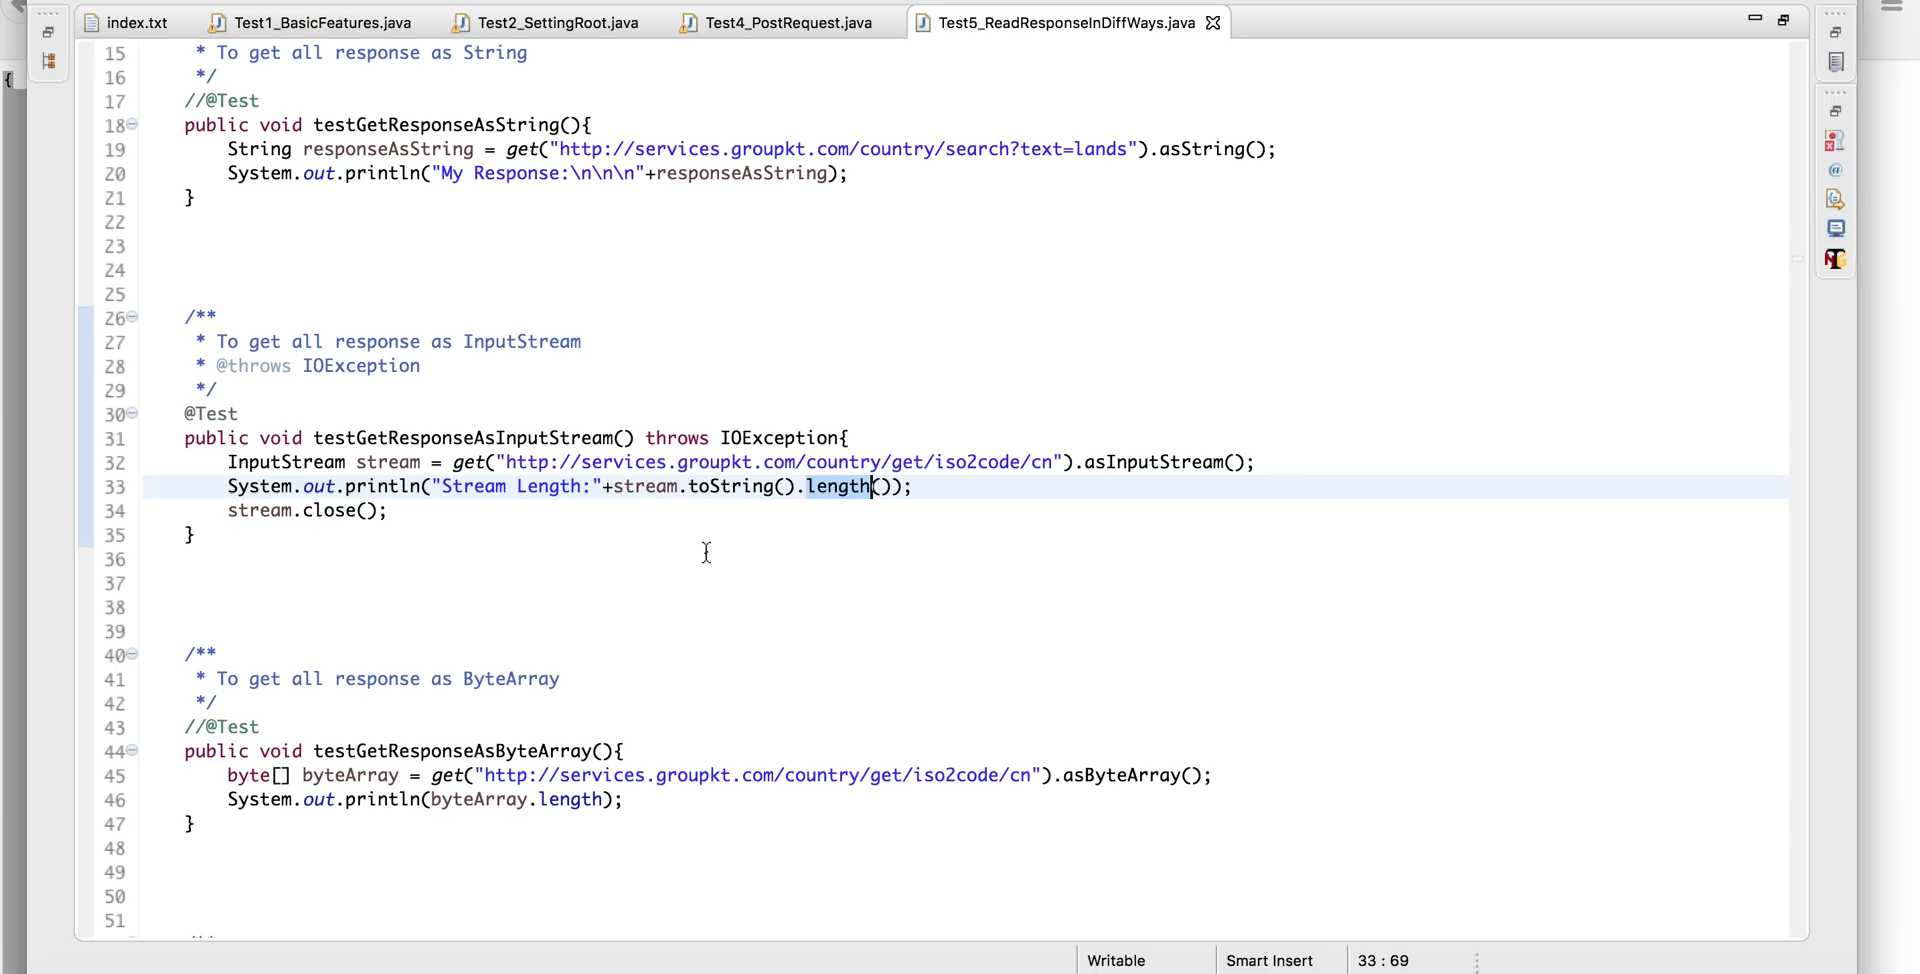 index.txt Test1_BasicFeatures.java Test2_SettingRoot.java Test4_PostRequest.java Test5_ReadResponseInDiffWays.java
{
15 * To get all response as String
16 */
17 //@Test
18 public void testGetResponseAsString(){
19 String responseAsString = get("http://services.groupkt.com/country/search?text=lands").asString();
20 System.out.println("My Response:\n\n\n"+responseAsString);
21 }
22
23
24
25
26 /**
27 * To get all response as InputStream
28 * @throws IOException
29 */
30 @Test
31 public void testGetResponseAsInputStream() throws IOException{
32 InputStream stream = get("http://services.groupkt.com/country/get/iso2code/cn").asInputStream();
33 System.out.println("Stream Length:"+stream.toString().length());
34 stream.close();
35 }
36
37
38
39
40 /**
41 * To get all response as ByteArray
42 */
43 //@Test
44 public void testGetResponseAsByteArray(){
45 byte[] byteArray = get("http://services.groupkt.com/country/get/iso2code/cn").asByteArray();
46 System.out.println(byteArray.length);
47 }
48
49
50
51
Writable Smart Insert 33 : 69